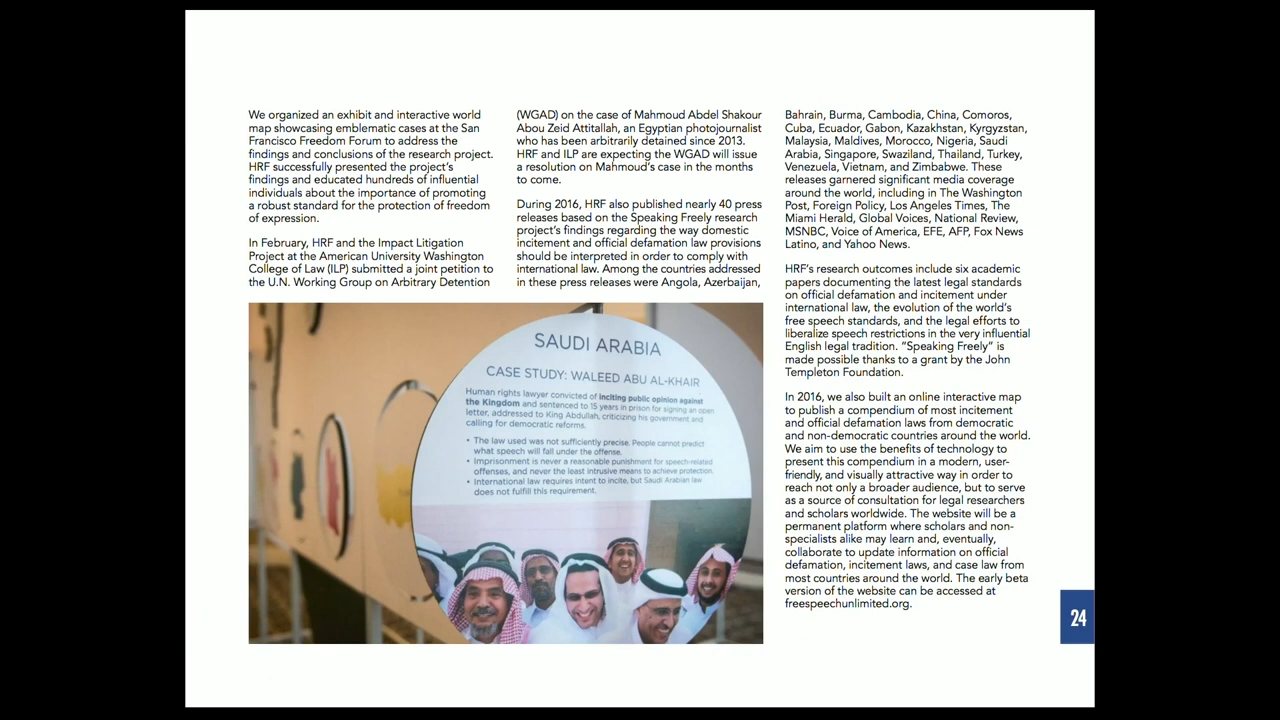 We organized an exhibit and interactive world
map showcasing emblematic cases at the San
Francisco Freedom Forum to address the
findings and conclusions of the research project.
HRF successfully presented the project's
findings and educated hundreds of influential
individuals about the importance of promoting
a robust standard for the protection of freedom
of expression.
In February, HRF and the Impact Litigation
Project at the American University Washington
College of Law (ILP) submitted a joint petition to
the U.N. Working Group on Arbitrary Detention
(WGAD) on the case of Mahmoud Abdel Shakour
Abou Zeid Attitallah, an Egyptian photojournalist
who has been arbitrarily detained since 2013.
HRF and ILP are expecting the WGAD will issue
a resolution on Mahmoud's case in the months
to come.
During 2016, HRF also published nearly 40 press
releases based on the Speaking Freely research
project's findings regarding the way domestic
incitement and official defamation law provisions
should be interpreted in order to comply with
international law. Among the countries addressed
in these press releases were Angola, Azerbaijan,
Bahrain, Burma, Cambodia, China, Comoros,
Cuba, Ecuador, Gabon, Kazakhstan, Kyrgyzstan,
Malaysia, Maldives, Morocco, Nigeria, Saudi
Arabia, Singapore, Swaziland, Thailand, Turkey,
Venezuela, Vietnam, and Zimbabwe. These
releases garnered significant media coverage
around the world, including in The Washington
Post, Foreign Policy, Los Angeles Times, The
Miami Herald, Global Voices, National Review,
MSNBC, Voice of America, EFE, AFP, Fox News
Latino, and Yahoo News.
HRF's research outcomes include six academic
papers documenting the latest legal standards
on official defamation and incitement under
international law, the evolution of the world's
free speech standards, and the legal efforts to
liberalize speech restrictions in the very influential
English legal tradition. "Speaking Freely" is
made possible thanks to a grant by the John
Templeton Foundation.
In 2016, we also built an online interactive map
to publish a compendium of most incitement
and official defamation laws from democratic
and non-democratic countries around the world.
We aim to use the benefits of technology to
present this compendium in a modern, user-
friendly, and visually attractive way in order to
reach not only a broader audience, but to serve
as a source of consultation for legal researchers
and scholars worldwide. The website will be a
permanent platform where scholars and non-
specialists alike may learn and, eventually,
collaborate to update information on official
defamation, incitement laws, and case law from
most countries around the world. The early beta
version of the website can be accessed at
freespeechunlimited.org.
SAUDI ARABIA
CASE STUDY: WALEED ABU AL-KHAIR
Human rights lawyer convicted of inciting public opinion against
the Kingdom and sentenced to 15 years in prison for signing an open
letter, addressed to King Abdullah, criticizing his government and
calling for democratic reforms.
• The law used was not sufficiently precise. People cannot predict
what speech will fall under the offense.
• Imprisonment is never a reasonable punishment for speech-related
offenses, and never the least intrusive means to achieve protection.
• International law requires intent to incite, but Saudi Arabian law
does not fulfill this requirement.
24